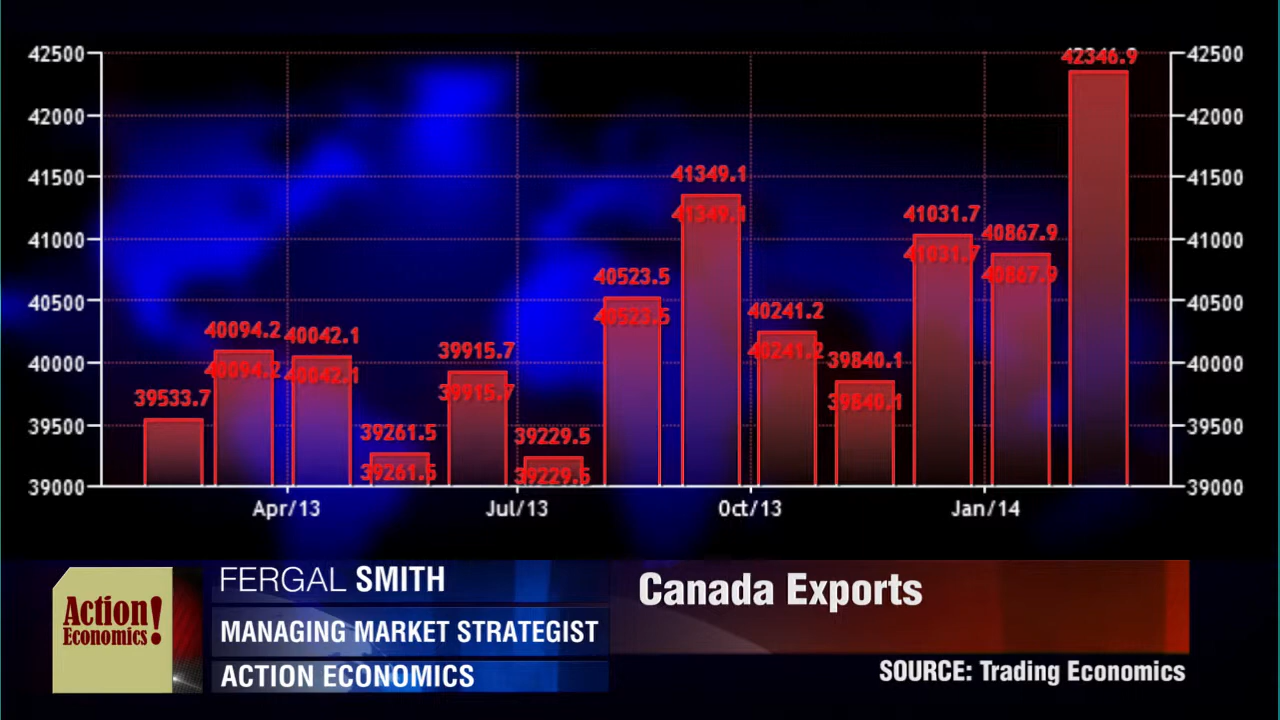 42346.9
42500 42500
42000 42000
41500 41349.1 41500
41349.1
41031.7
41000 40867.9 41000
41031.7
40867.9
40523.5
40500 40500
40523.5
40241.2
40094.2 40042.1
40000 39915.7 40241.2 39840.1 40000
40094.2 40042.1
39533.7 39915.7 39840.1
39500 39261.5 39229.5 39500
39261.5 39229.5
39000 39000
Apr/13 Jul/13 Oct/13 Jan/14
Action!
Economics
FERGAL SMITH
MANAGING MARKET STRATEGIST
ACTION ECONOMICS
Canada Exports
SOURCE: Trading Economics